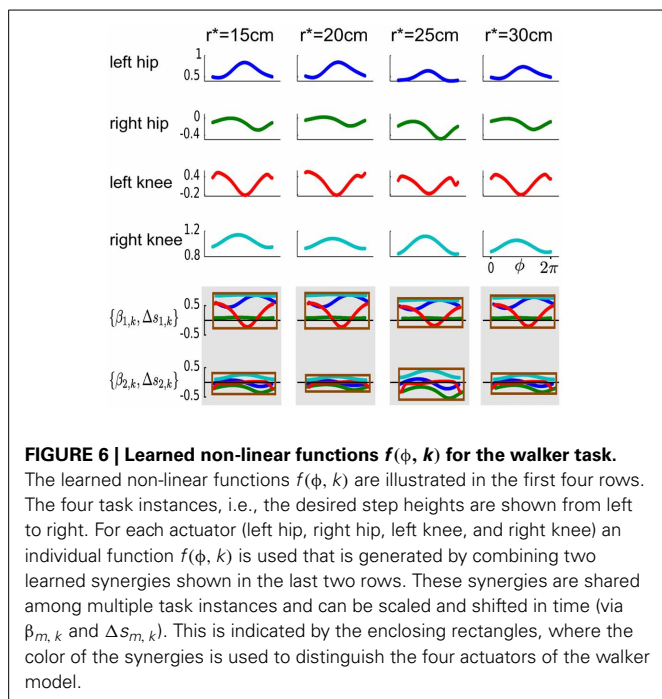 r*=15cm r*=20cm r*=25cm r*=30cm
left hip 1 0.5
right hip 0 -0.4
left knee 0.4 -0.2
right knee 1.2 0.8
0 ϕ 2π
{β1,k, Δs1,k} 0.5 -0.5
{β2,k, Δs2,k} 0.5 -0.5
FIGURE 6 | Learned non-linear functions f(ϕ, k) for the walker task.
The learned non-linear functions f(ϕ, k) are illustrated in the first four rows.
The four task instances, i.e., the desired step heights are shown from left
to right. For each actuator (left hip, right hip, left knee, and right knee) an
individual function f(ϕ, k) is used that is generated by combining two
learned synergies shown in the last two rows. These synergies are shared
among multiple task instances and can be scaled and shifted in time (via
βm, k and Δsm, k). This is indicated by the enclosing rectangles, where the
color of the synergies is used to distinguish the four actuators of the walker
model.